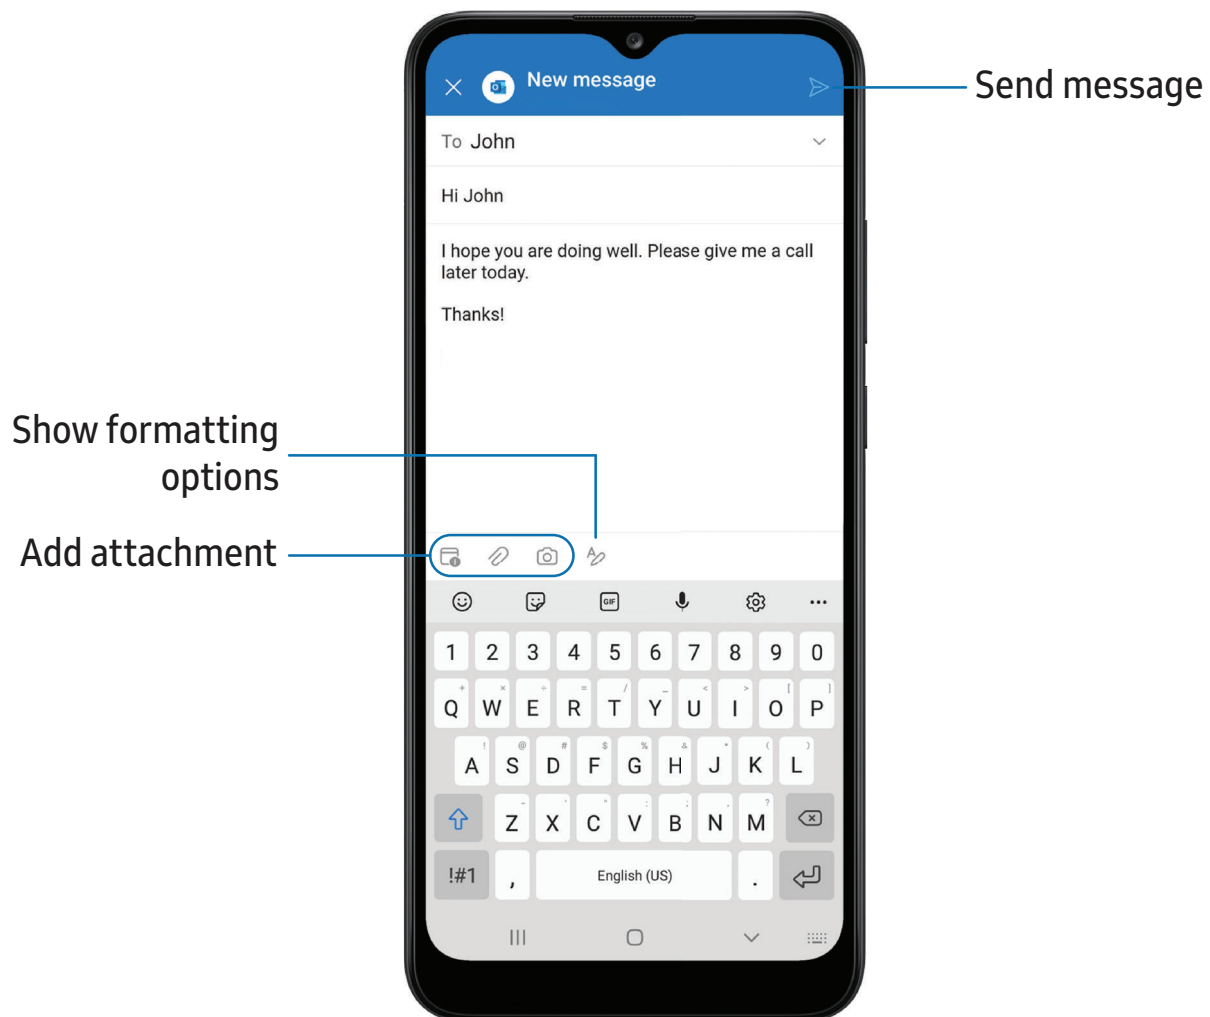 New message
Send message
To John
Hi John
I hope you are doing well. Please give me a call
later today.
Thanks!
Show formatting
options
Add attachment
GIF
1 2 3 4 5 6 7 8 9 0
+ × ÷ = / _ < > [ ]
Q W E R T Y U I O P
! @ # $ % & * ( )
A S D F G H J K L
- ' " : ; , ?
Z X C V B N M
!#1 , English (US) .